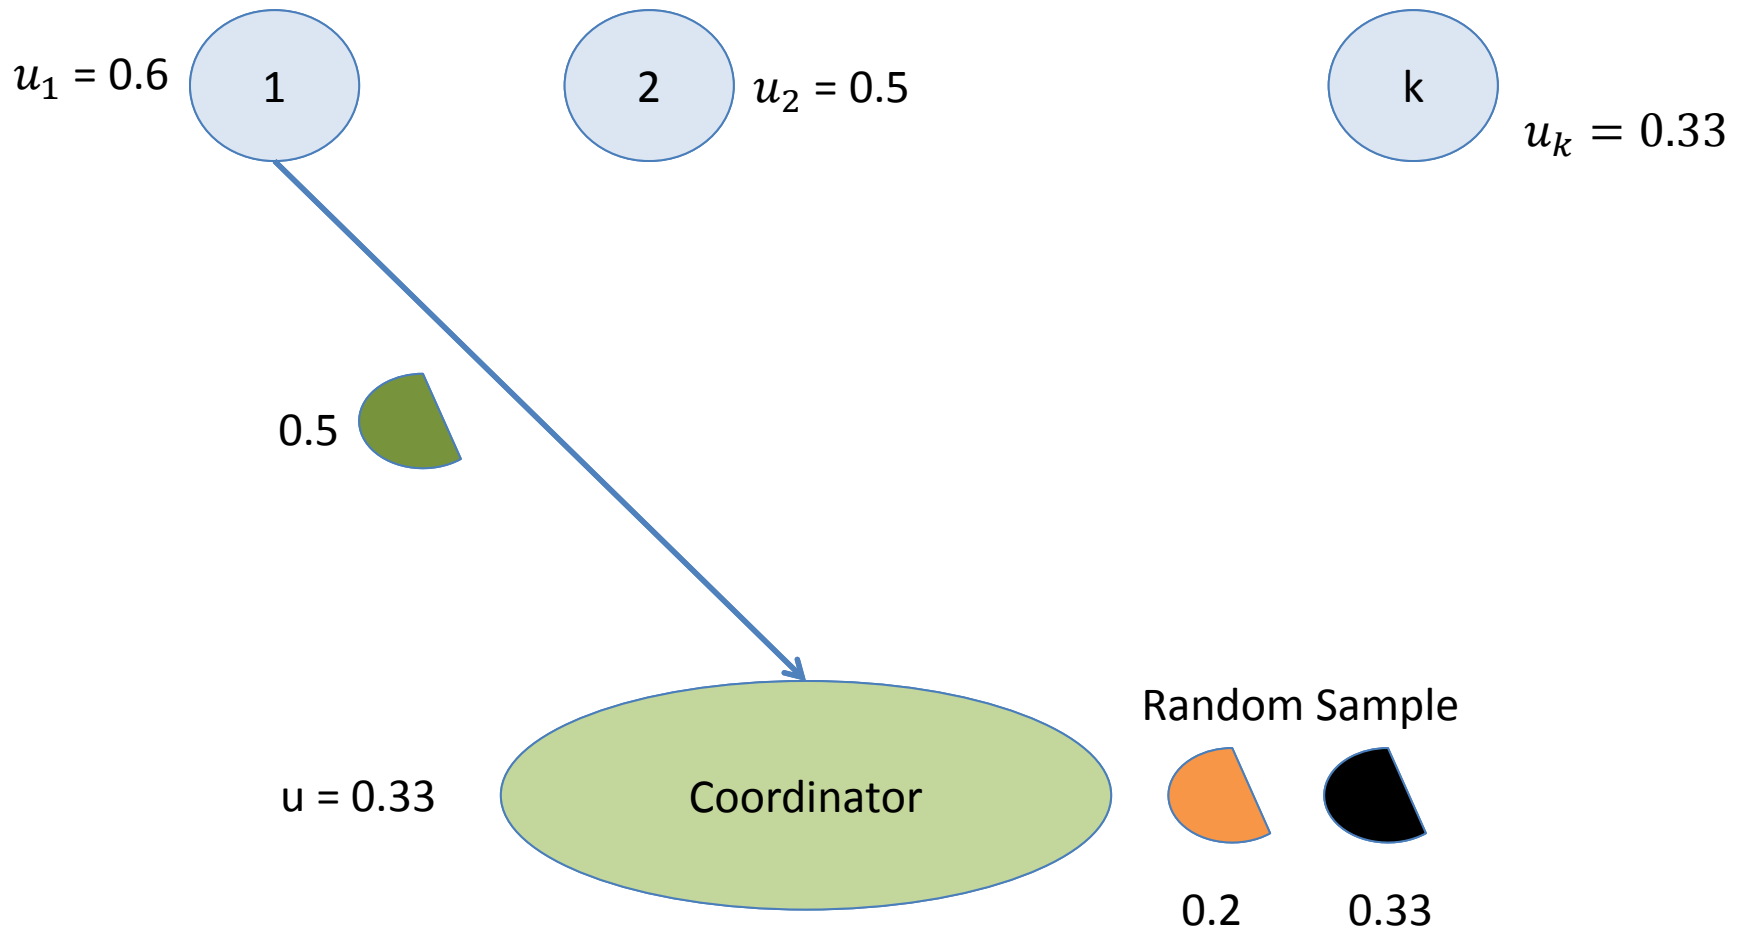 u₁ = 0.6
1
2
u₂ = 0.5
k
uₖ = 0.33
0.5
Random Sample
u = 0.33
Coordinator
0.2
0.33